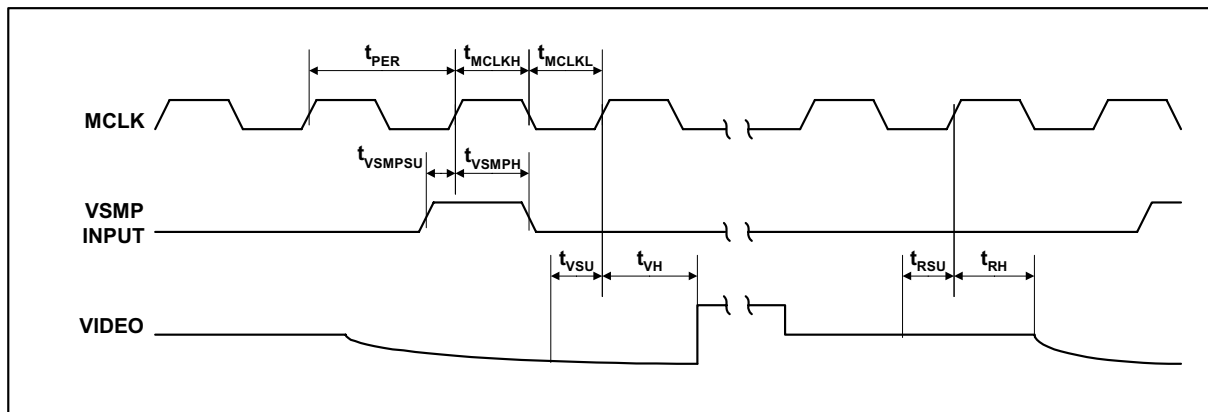 tPER tMCLKH tMCLKL
MCLK
tVSMPSU tVSMPH
VSMP
INPUT
tVSU tVH tRSU tRH
VIDEO